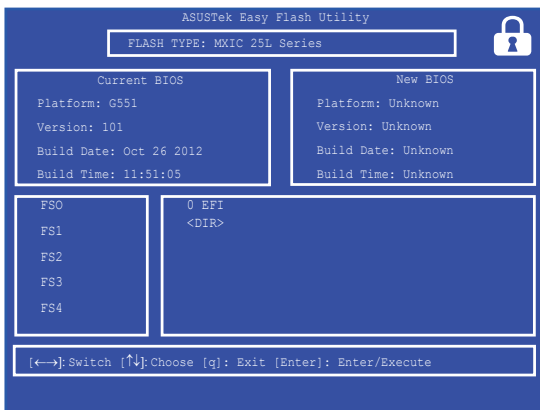 ASUSTek Easy Flash Utility
FLASH TYPE: MXIC 25L Series
Current BIOS
Platform: G551
Version: 101
Build Date: Oct 26 2012
Build Time: 11:51:05
New BIOS
Platform: Unknown
Version: Unknown
Build Date: Unknown
Build Time: Unknown
FSO
FS1
FS2
FS3
FS4
0 EFI
<DIR>
[←→]: Switch [↑↓]: Choose [q]: Exit [Enter]: Enter/Execute